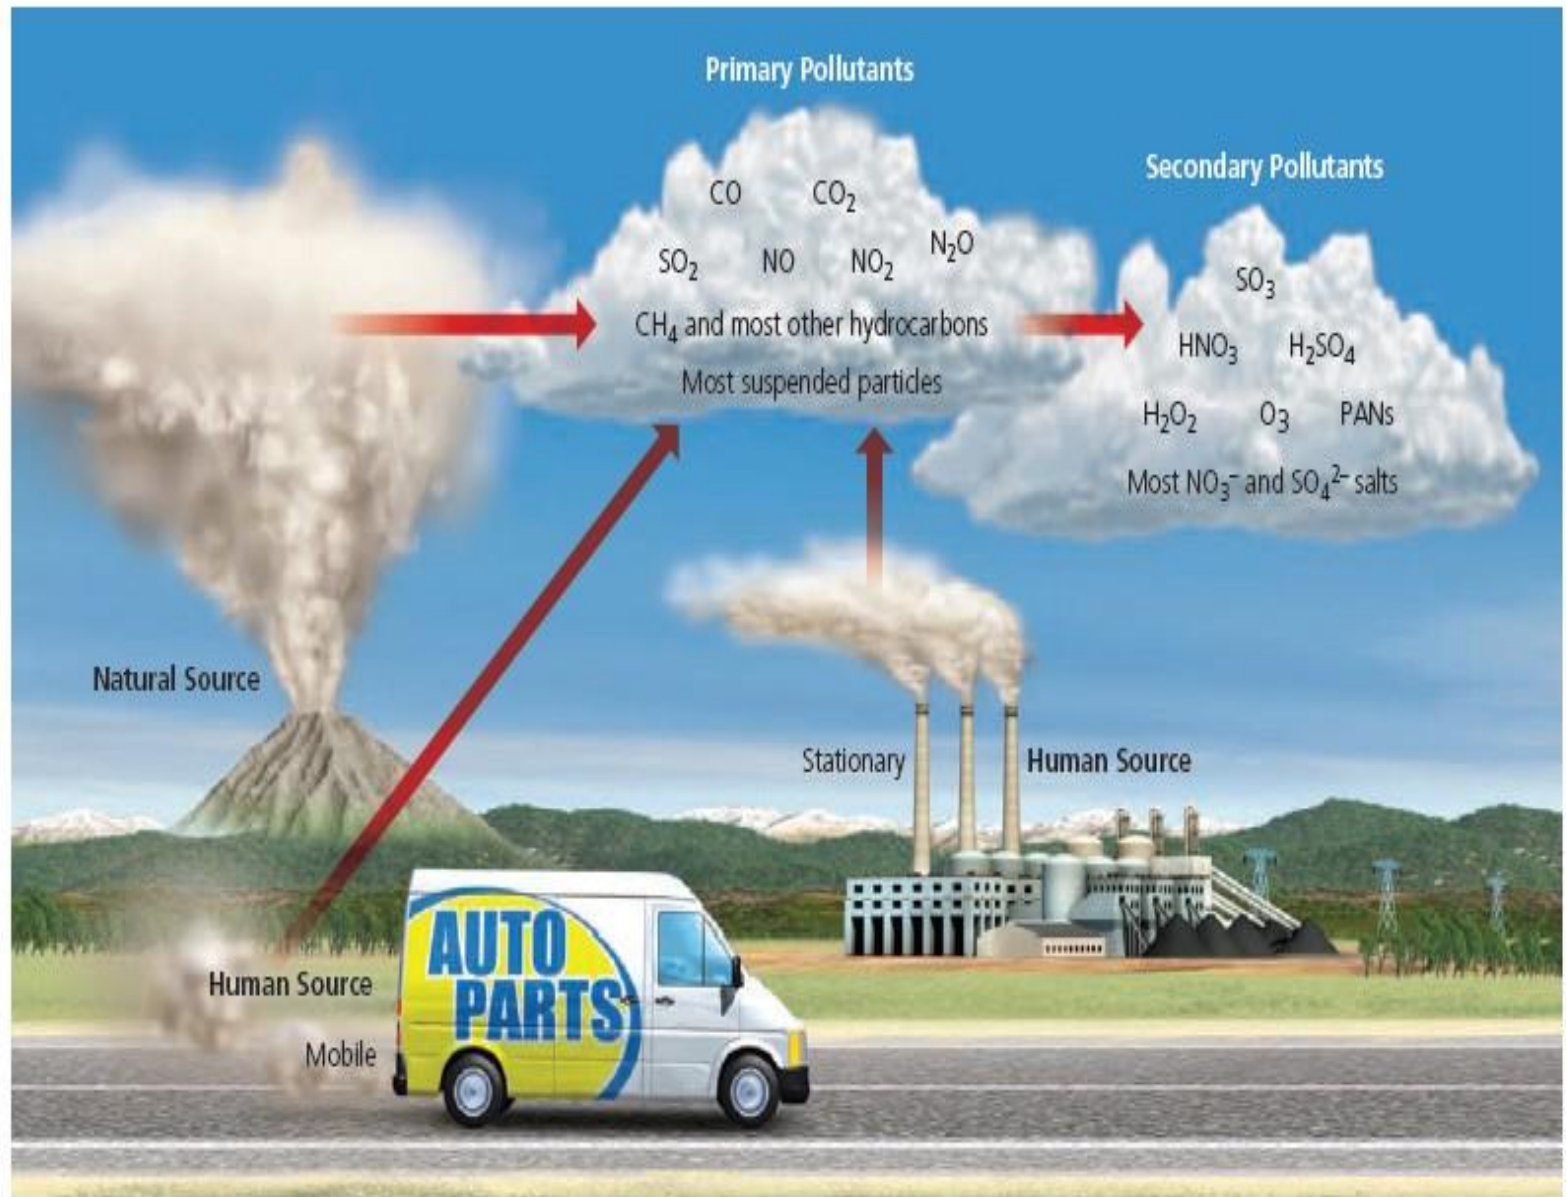 Primary Pollutants
CO CO₂
SO₂ NO NO₂ N₂O
CH₄ and most other hydrocarbons
Most suspended particles
Secondary Pollutants
SO₃
HNO₃ H₂SO₄
H₂O₂ O₃ PANs
Most NO₃⁻ and SO₄²⁻ salts
Natural Source
Stationary
Human Source
Human Source
Mobile
AUTO
PARTS